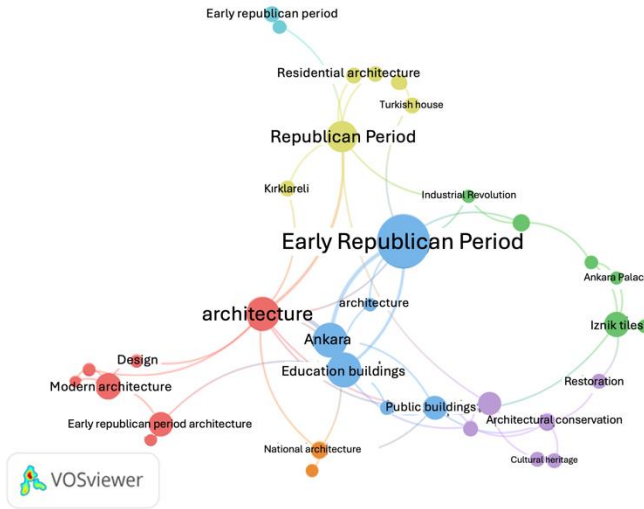 Early republican period
Residential architecture
Turkish house
Republican Period
Kırklareli
Industrial Revolution
Early Republican Period
Ankara Palac
architecture
architecture
Iznik tiles
Ankara
Design
Education buildings
Modern architecture
Restoration
Public buildings
Early republican period architecture
Architectural conservation
National architecture
Cultural heritage
VOSviewer